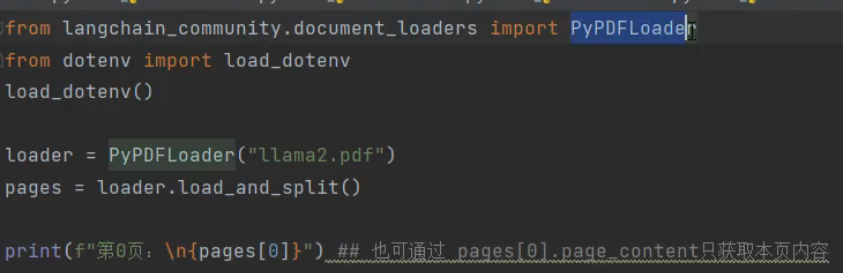 from langchain_community.document_loaders import PyPDFLoader
from dotenv import load_dotenv
load_dotenv()
loader = PyPDFLoader("llama2.pdf")
pages = loader.load_and_split()
print(f"第0页：\n{pages[0]}") ## 也可通过 pages[0].page_content只获取本页内容